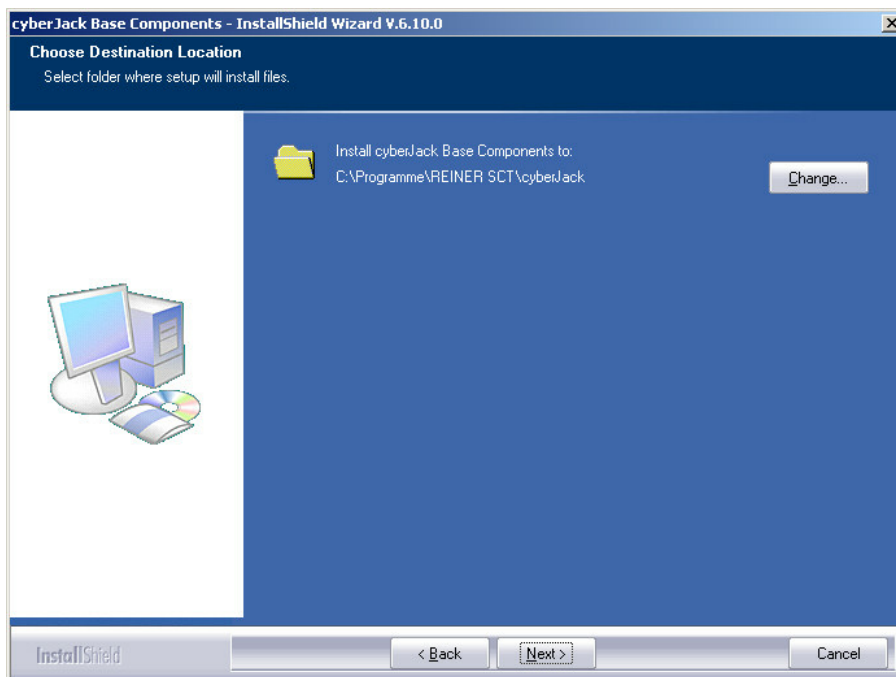 cyberJack Base Components - InstallShield Wizard V.6.10.0
Choose Destination Location
Select folder where setup will install files.
Install cyberJack Base Components to:
C:\Programme\REINER SCT\cyberJack
Change...
InstallShield
< Back
Next >
Cancel